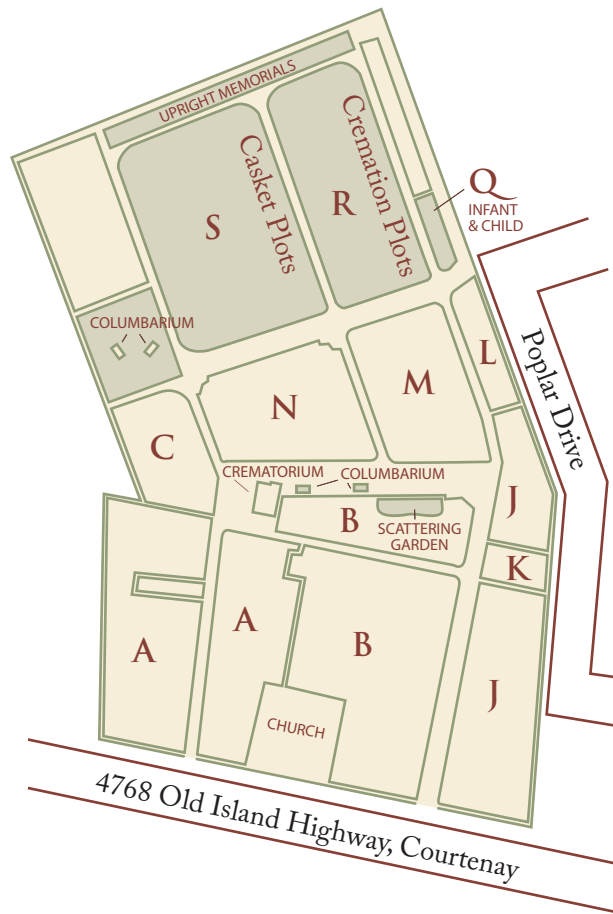 UPRIGHT MEMORIALS
Casket Plots
S
Cremation Plots
R
Q
INFANT
& CHILD
COLUMBARIUM
L
Poplar Drive
M
N
C
CREMATORIUM
COLUMBARIUM
B
SCATTERING
GARDEN
J
K
A
A
B
J
CHURCH
4768 Old Island Highway, Courtenay